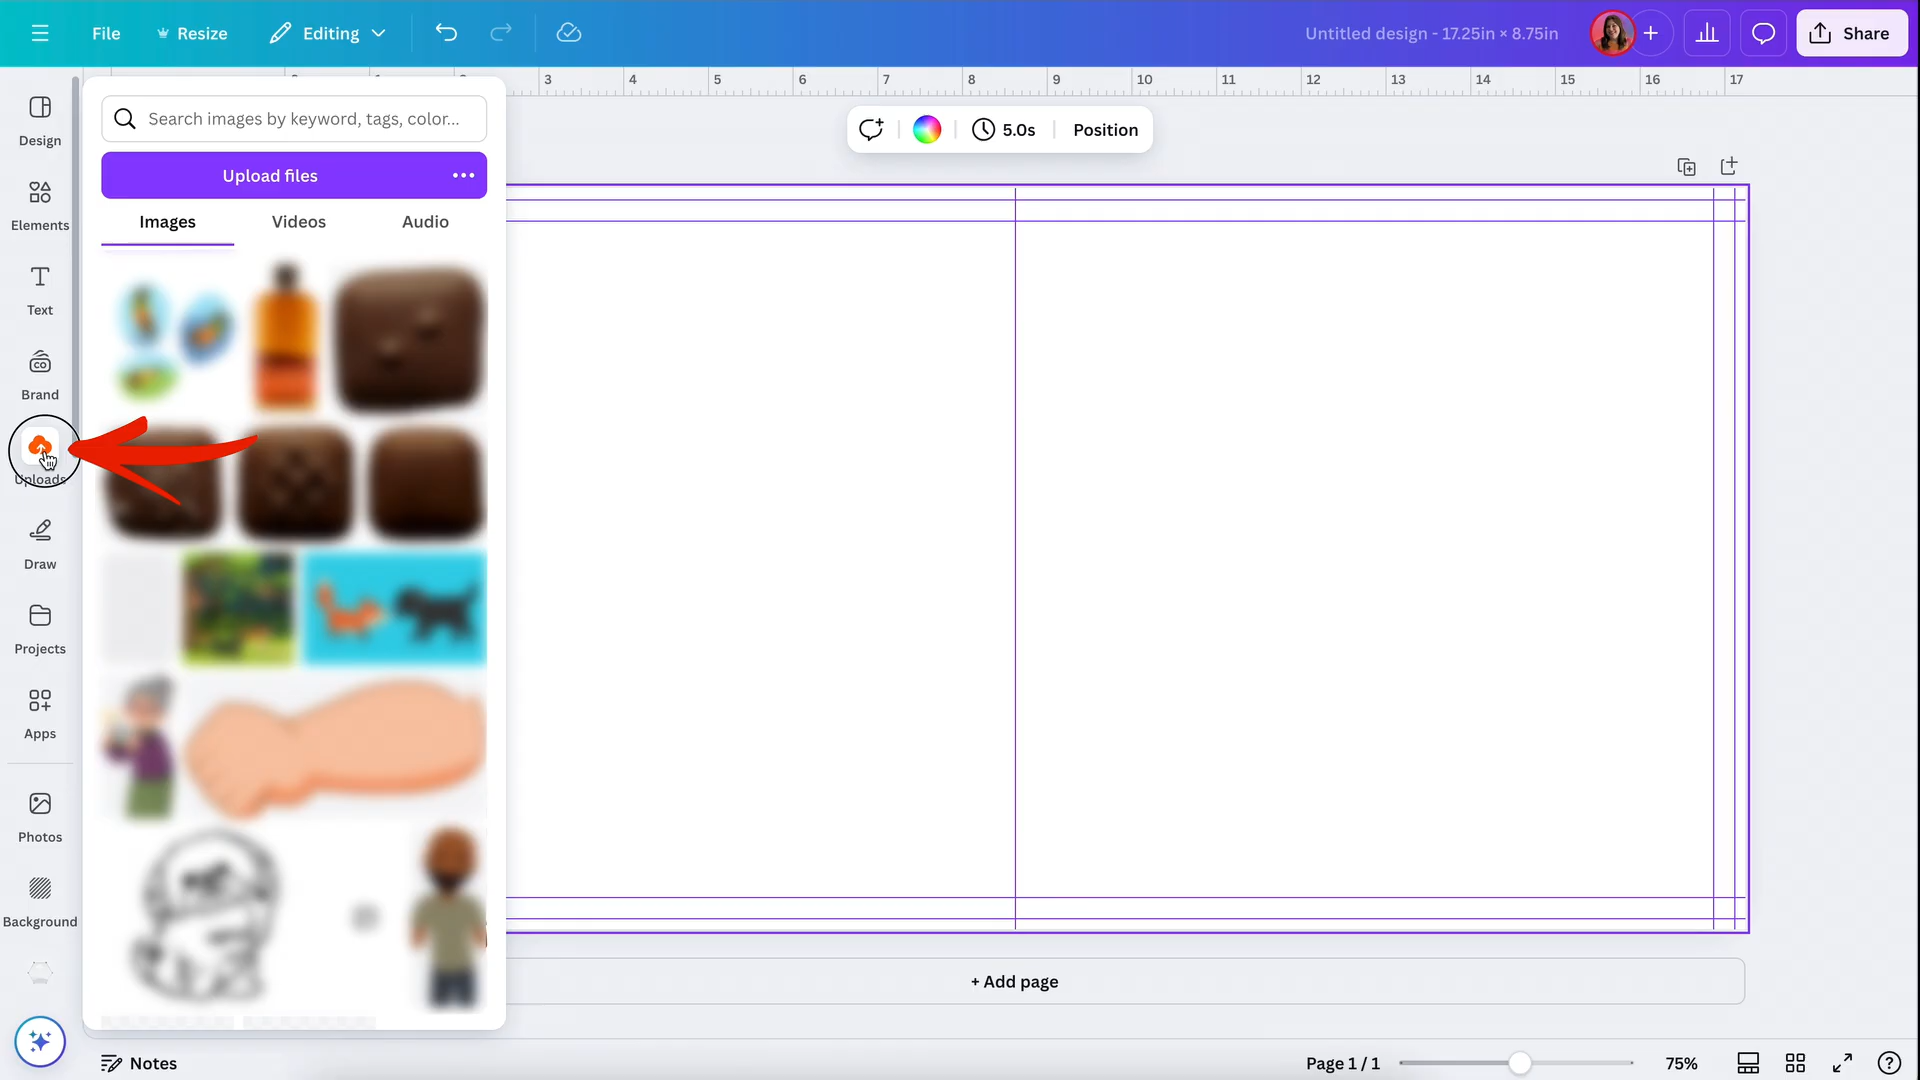 File
Resize
Editing
Untitled design - 17.25in × 8.75in
Share
3 4 5 6 7 8 9 10 11 12 13 14 15 16 17
Search images by keyword, tags, color...
5.0s
Position
Upload files
Images
Videos
Audio
Design
Elements
Text
Brand
Uploads
Draw
Projects
Apps
Photos
Background
+ Add page
Notes
Page 1 / 1
75%